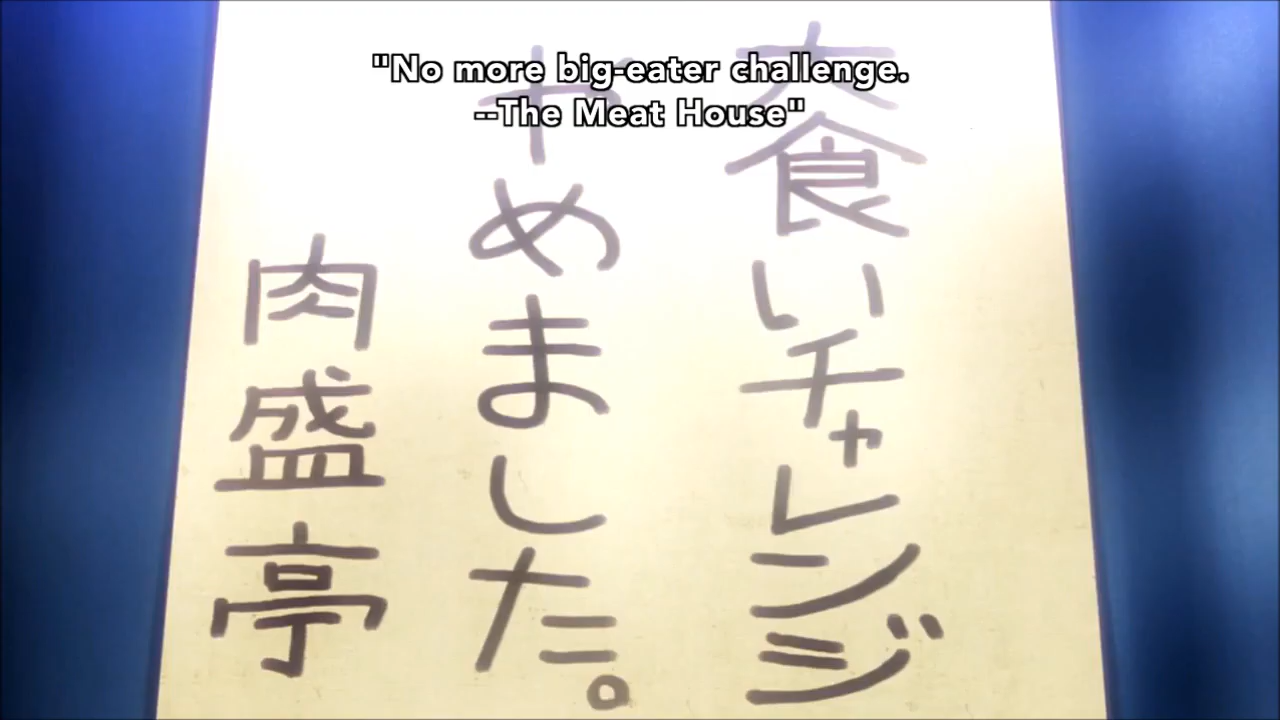 "No more big-eater challenge.
--The Meat House"
大食いチャレンジ
やめました。
肉盛亭